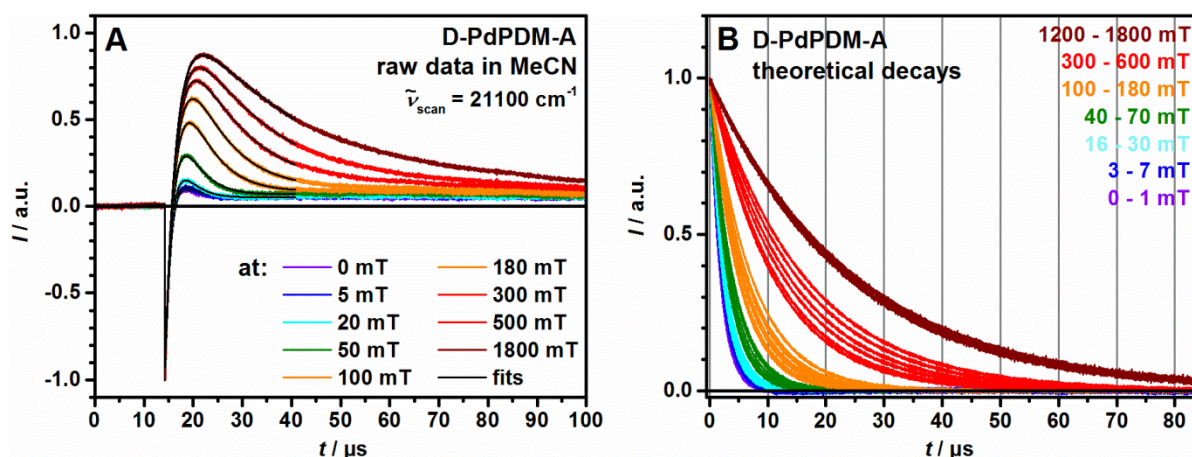 A
D-PdPDM-A
raw data in MeCN
ṽscan = 21100 cm⁻¹
I / a.u.
1.0
0.5
0.0
-0.5
-1.0
at:
0 mT
5 mT
20 mT
50 mT
100 mT
180 mT
300 mT
500 mT
1800 mT
fits
0 10 20 30 40 50 60 70 80 90 100
t / µs
B
D-PdPDM-A
theoretical decays
1200 - 1800 mT
300 - 600 mT
100 - 180 mT
40 - 70 mT
16 - 30 mT
3 - 7 mT
0 - 1 mT
I / a.u.
1.0
0.5
0.0
0 10 20 30 40 50 60 70 80
t / µs